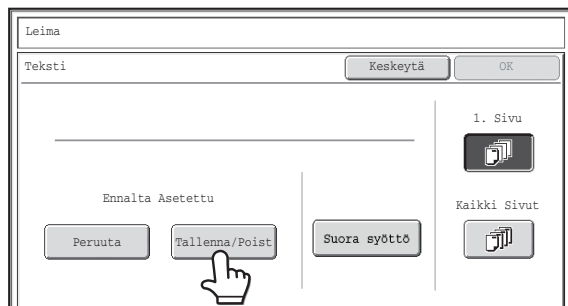 Leima
Teksti
Keskeytä
OK
1. Sivu
Ennalta Asetettu
Kaikki Sivut
Peruuta
Tallenna/Poist
Suora syöttö